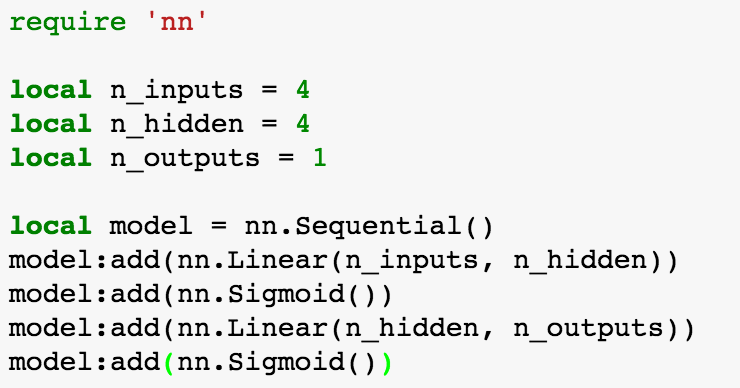 require 'nn'
local n_inputs = 4
local n_hidden = 4
local n_outputs = 1
local model = nn.Sequential()
model:add(nn.Linear(n_inputs, n_hidden))
model:add(nn.Sigmoid())
model:add(nn.Linear(n_hidden, n_outputs))
model:add(nn.Sigmoid())